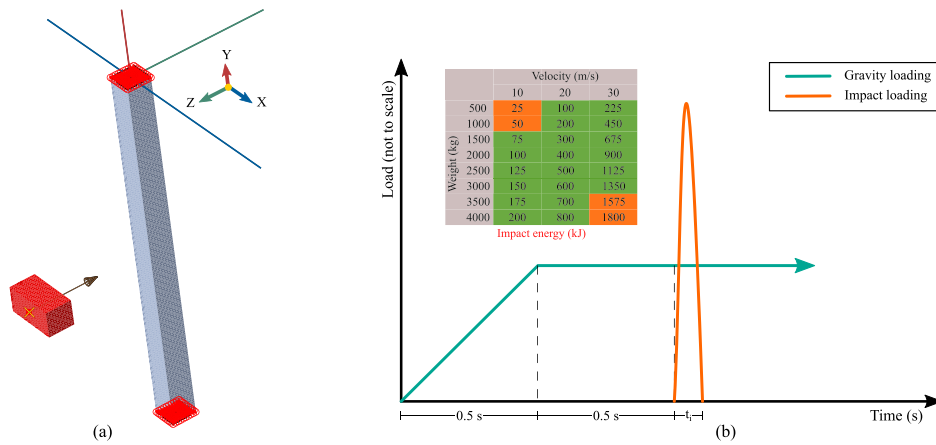 Y
Z
X
(a)
Load (not to scale)
Velocity (m/s)
10 20 30
Weight (kg)
500 25 100 225
1000 50 200 450
1500 75 300 675
2000 100 400 900
2500 125 500 1125
3000 150 600 1350
3500 175 700 1575
4000 200 800 1800
Impact energy (kJ)
Gravity loading
Impact loading
0.5 s
0.5 s
tᵢ
Time (s)
(b)